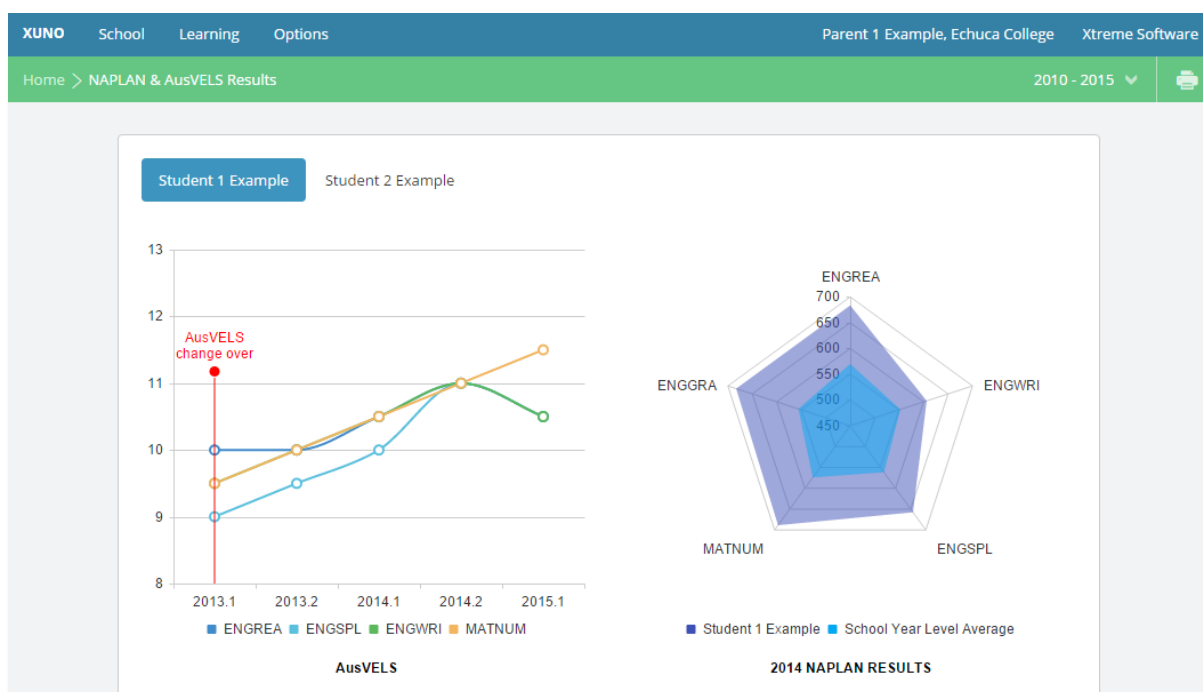 XUNO School Learning Options Parent 1 Example, Echuca College Xtreme Software
Home > NAPLAN & AusVELS Results 2010 - 2015
Student 1 Example Student 2 Example
13
12
11
10
9
8
AusVELS
change over
2013.1 2013.2 2014.1 2014.2 2015.1
ENGREA ENGSPL ENGWRI MATNUM
AusVELS
ENGREA
700
650
600
550
500
450
ENGGRA
ENGWRI
MATNUM
ENGSPL
Student 1 Example School Year Level Average
2014 NAPLAN RESULTS